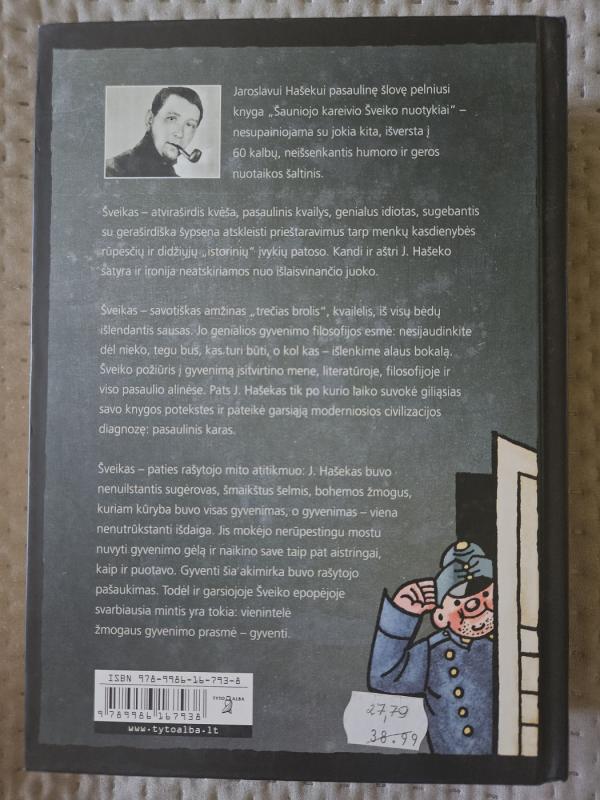 Jaroslavui Hašekui pasaulinę šlovę pelniusi
knyga „Šauniojo kareivio Šveiko nuotykiai“ –
nesupainiojama su jokia kita, išversta į
60 kalbų, neišsenkantis humoro ir geros
nuotaikos šaltinis.
Šveikas – atviraširdis kvėša, pasaulinis kvailys, genialus idiotas, sugebantis
su geraširdiška šypsena atskleisti prieštaravimus tarp menkų kasdienybės
rūpesčių ir didžiųjų „istorinių“ įvykių patoso. Kandi ir aštri J. Hašeko
satyra ir ironija neatskiriamos nuo išlaisvinančio juoko.
Šveikas – savotiškas amžinas „trečias brolis“, kvailelis, iš visų bėdų
išlendantis sausas. Jo genialios gyvenimo filosofijos esmė: nesijaudinkite
dėl nieko, tegu bus, kas turi būti, o kol kas – išlenkime alaus bokalą.
Šveiko požiūris į gyvenimą įsitvirtino mene, literatūroje, filosofijoje ir
viso pasaulio alinėse. Pats J. Hašekas tik po kurio laiko suvokė giliąsias
savo knygos potekstes ir pateikė garsiąją moderniosios civilizacijos
diagnozę: pasaulinis karas.
Šveikas – paties rašytojo mito atitikmuo: J. Hašekas buvo
nenuilstantis sugėrovas, šmaikštus šelmis, bohemos žmogus,
kuriam kūryba buvo visas gyvenimas, o gyvenimas – viena
nenutrūkstanti išdaiga. Jis mokėjo nerūpestingu mostu
nuvyti gyvenimo gėlą ir naikino save taip pat aistringai,
kaip ir puotavo. Gyventi šia akimirka buvo rašytojo
pašaukimas. Todėl ir garsiojoje Šveiko epopėjoje
svarbiausia mintis yra tokia: vienintelė
žmogaus gyvenimo prasmė – gyventi.
ISBN 978-9986-16-793-8
TYTO ALBA
9789986167938
www.tytoalba.lt
27,79
38.99